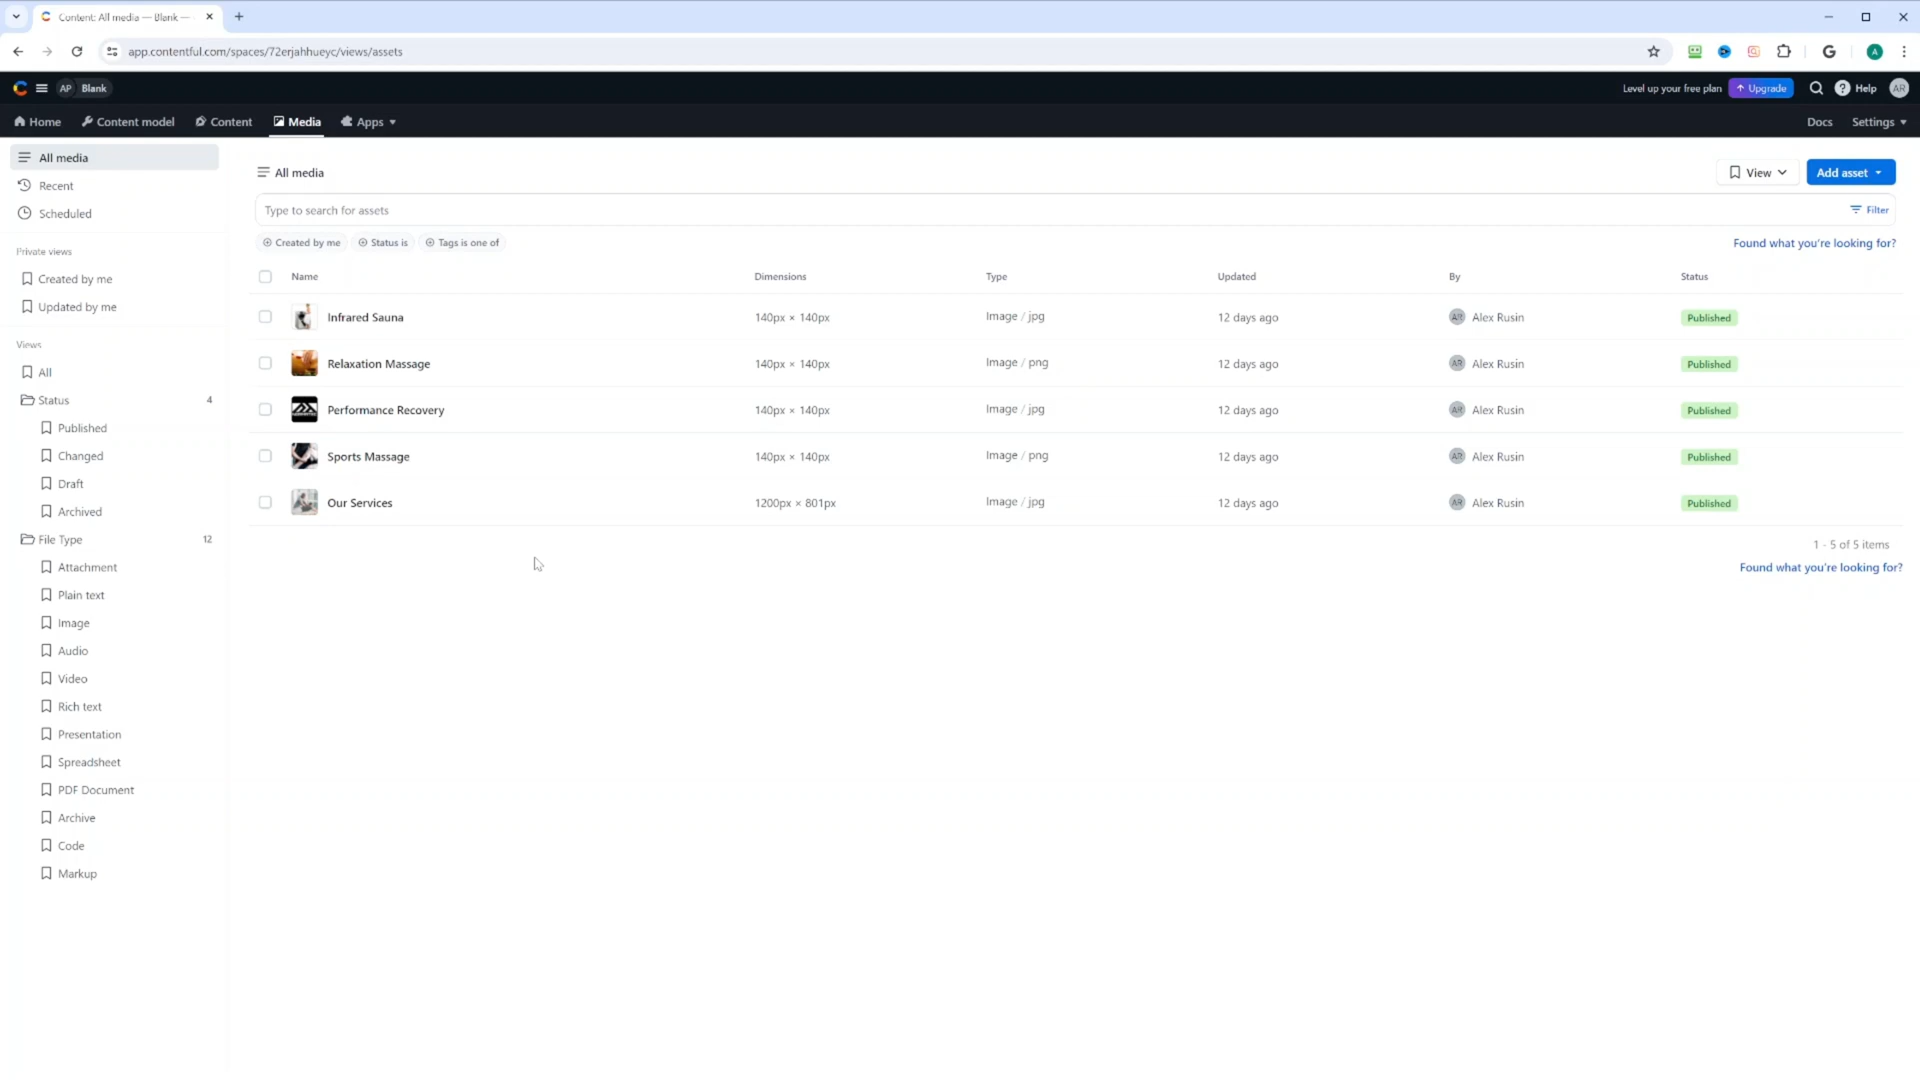 Content: All media — Blank —
app.contentful.com/spaces/72erjahhueyc/views/assets
A
AP Blank
Level up your free plan Upgrade Help AR
Home Content model Content Media Apps Docs Settings
All media
Recent
Scheduled
Private views
Created by me
Updated by me
Views
All
Status 4
Published
Changed
Draft
Archived
File Type 12
Attachment
Plain text
Image
Audio
Video
Rich text
Presentation
Spreadsheet
PDF Document
Archive
Code
Markup
All media View Add asset
Type to search for assets Filter
Created by me Status is Tags is one of Found what you're looking for?
Name Dimensions Type Updated By Status
Infrared Sauna 140px × 140px Image / jpg 12 days ago AR Alex Rusin Published
Relaxation Massage 140px × 140px Image / png 12 days ago AR Alex Rusin Published
Performance Recovery 140px × 140px Image / jpg 12 days ago AR Alex Rusin Published
Sports Massage 140px × 140px Image / png 12 days ago AR Alex Rusin Published
Our Services 1200px × 801px Image / jpg 12 days ago AR Alex Rusin Published
1 - 5 of 5 items
Found what you're looking for?